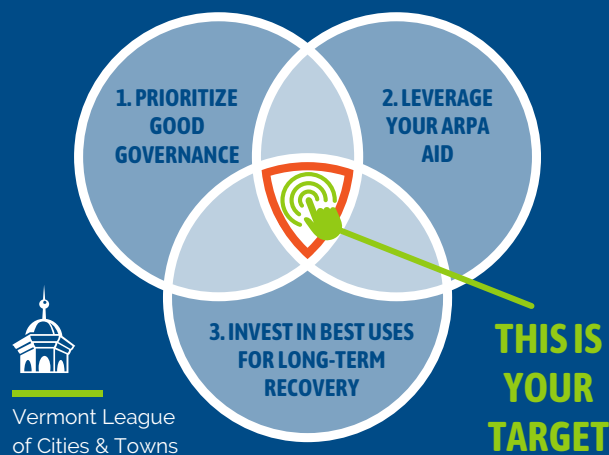 1. PRIORITIZE
GOOD
GOVERNANCE
2. LEVERAGE
YOUR ARPA
AID
3. INVEST IN BEST USES
FOR LONG-TERM
RECOVERY
THIS IS
YOUR
TARGET
Vermont League
of Cities & Towns